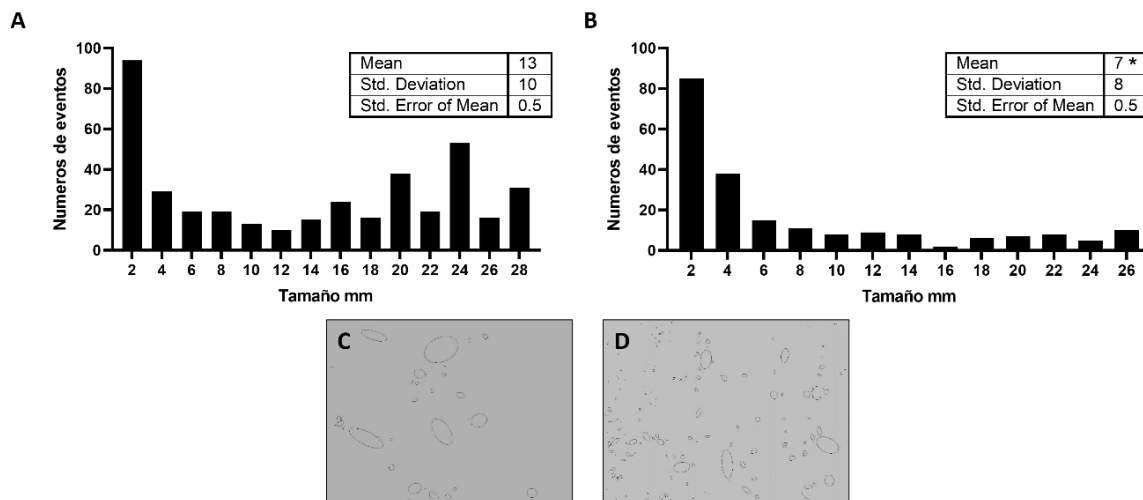 A
Numeros de eventos
100
80
60
40
20
0
2 4 6 8 10 12 14 16 18 20 22 24 26 28
Tamaño mm
Mean 13
Std. Deviation 10
Std. Error of Mean 0.5
B
Numeros de eventos
100
80
60
40
20
0
2 4 6 8 10 12 14 16 18 20 22 24 26
Tamaño mm
Mean 7 *
Std. Deviation 8
Std. Error of Mean 0.5
C
D